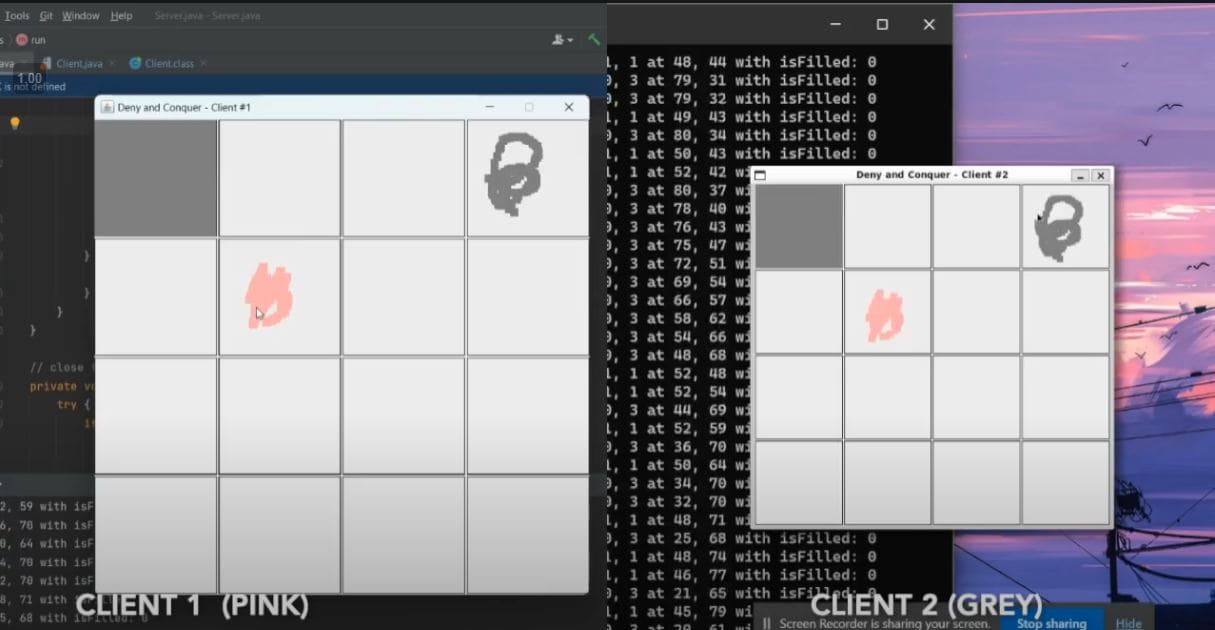 Tools Git Window Help Server.java - Server.java
run
Client.java Client.class
1.00
is not defined
Deny and Conquer - Client #1
}
}
}
}
// close
private
try {
2, 59 with isF
6, 70 with isF
0, 64 with isF
4, 70 with isF
2, 70 with isF
8, 71 with
5, 68 with isFilled: 0
CLIENT 1 (PINK)
1, 1 at 48, 44 with isFilled: 0
0, 3 at 79, 31 with isFilled: 0
0, 3 at 79, 32 with isFilled: 0
1, 1 at 49, 43 with isFilled: 0
0, 3 at 80, 34 with isFilled: 0
1, 1 at 50, 43 with isFilled: 0
1, 1 at 52, 42 wi
0, 3 at 80, 37 wi
0, 3 at 78, 40 wi
0, 3 at 76, 43 wi
0, 3 at 75, 47 wi
0, 3 at 72, 51 wi
0, 3 at 69, 54 wi
0, 3 at 66, 57 wi
0, 3 at 58, 62 wi
0, 3 at 54, 66 wi
0, 3 at 48, 68 wi
1, 1 at 52, 48 wi
1, 1 at 52, 54 wi
0, 3 at 44, 69 wi
1, 1 at 52, 59 wi
0, 3 at 36, 70 wi
1, 1 at 50, 64 wi
0, 3 at 34, 70 wi
0, 3 at 32, 70 wi
1, 1 at 48, 71 wi
0, 3 at 25, 68 with isFilled: 0
1, 1 at 48, 74 with isFilled: 0
1, 1 at 46, 77 with isFilled: 0
0, 3 at 21, 65 with isFilled: 0
1, 1 at 45, 79 wi
Deny and Conquer - Client #2
CLIENT 2 (GREY)
Screen Recorder is sharing your screen. Stop sharing Hide